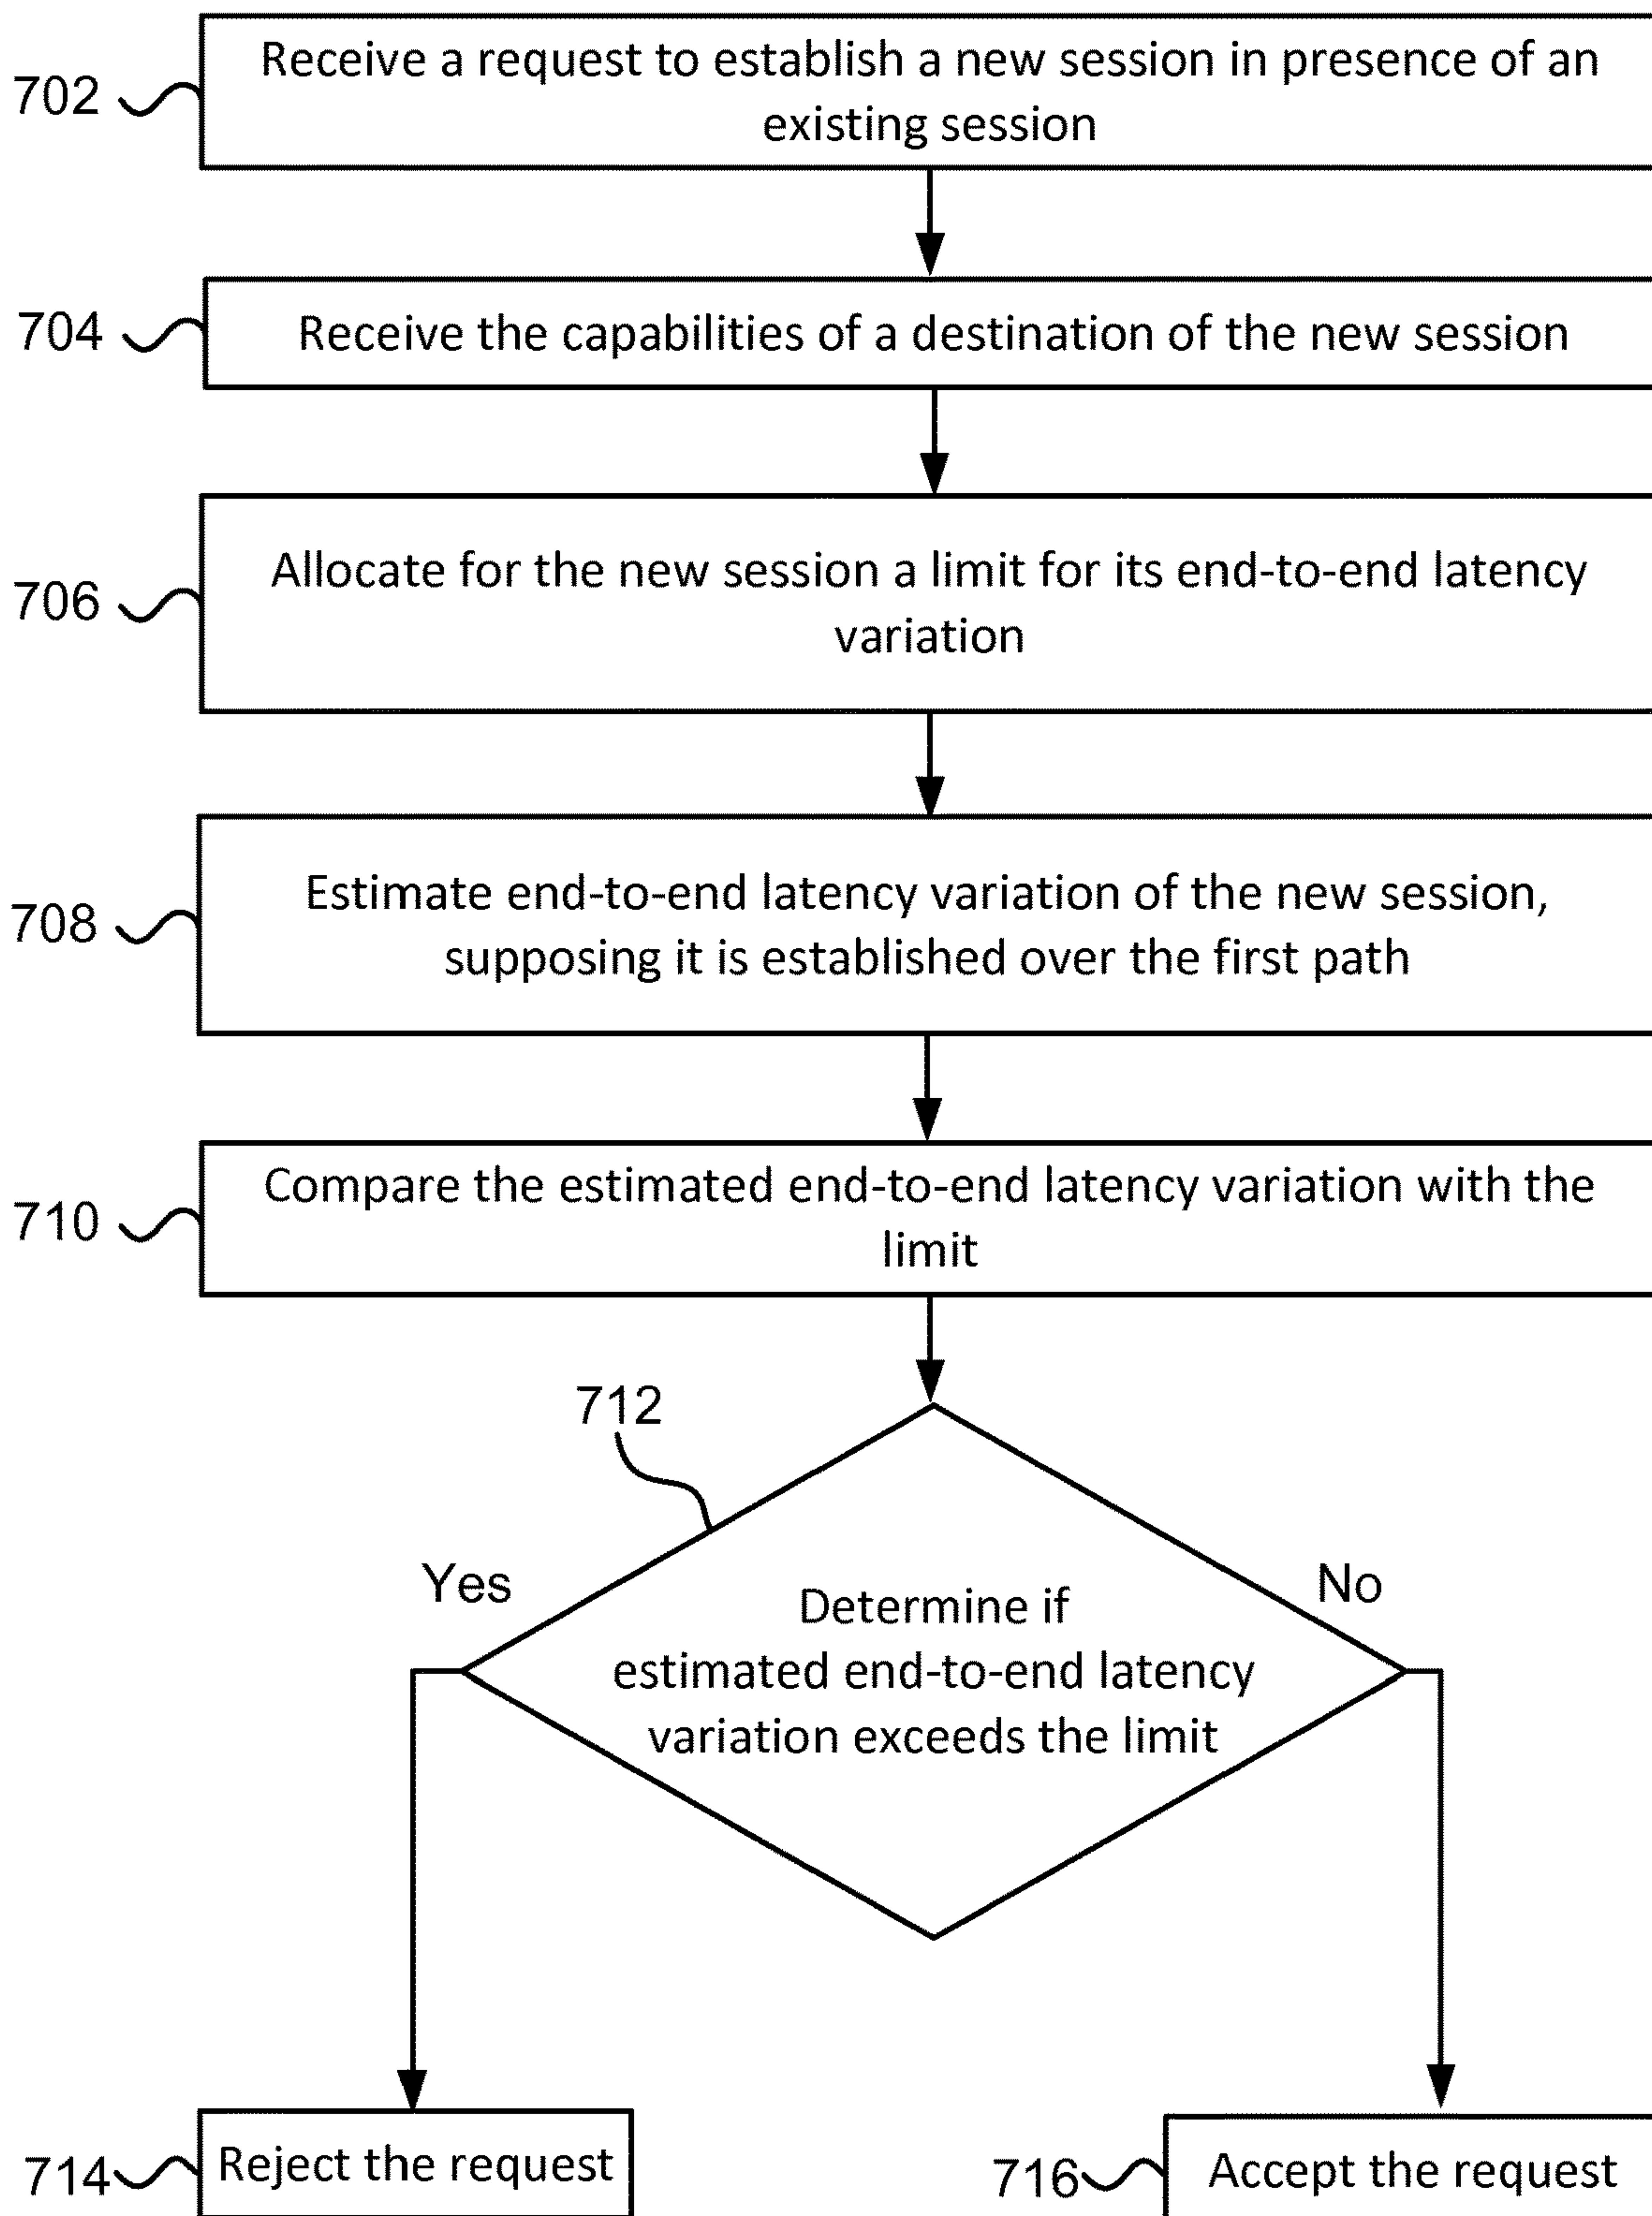 702
Receive a request to establish a new session in presence of an
existing session
704
Receive the capabilities of a destination of the new session
706
Allocate for the new session a limit for its end-to-end latency
variation
708
Estimate end-to-end latency variation of the new session,
supposing it is established over the first path
710
Compare the estimated end-to-end latency variation with the
limit
712
Yes
No
Determine if
estimated end-to-end latency
variation exceeds the limit
714
Reject the request
716
Accept the request